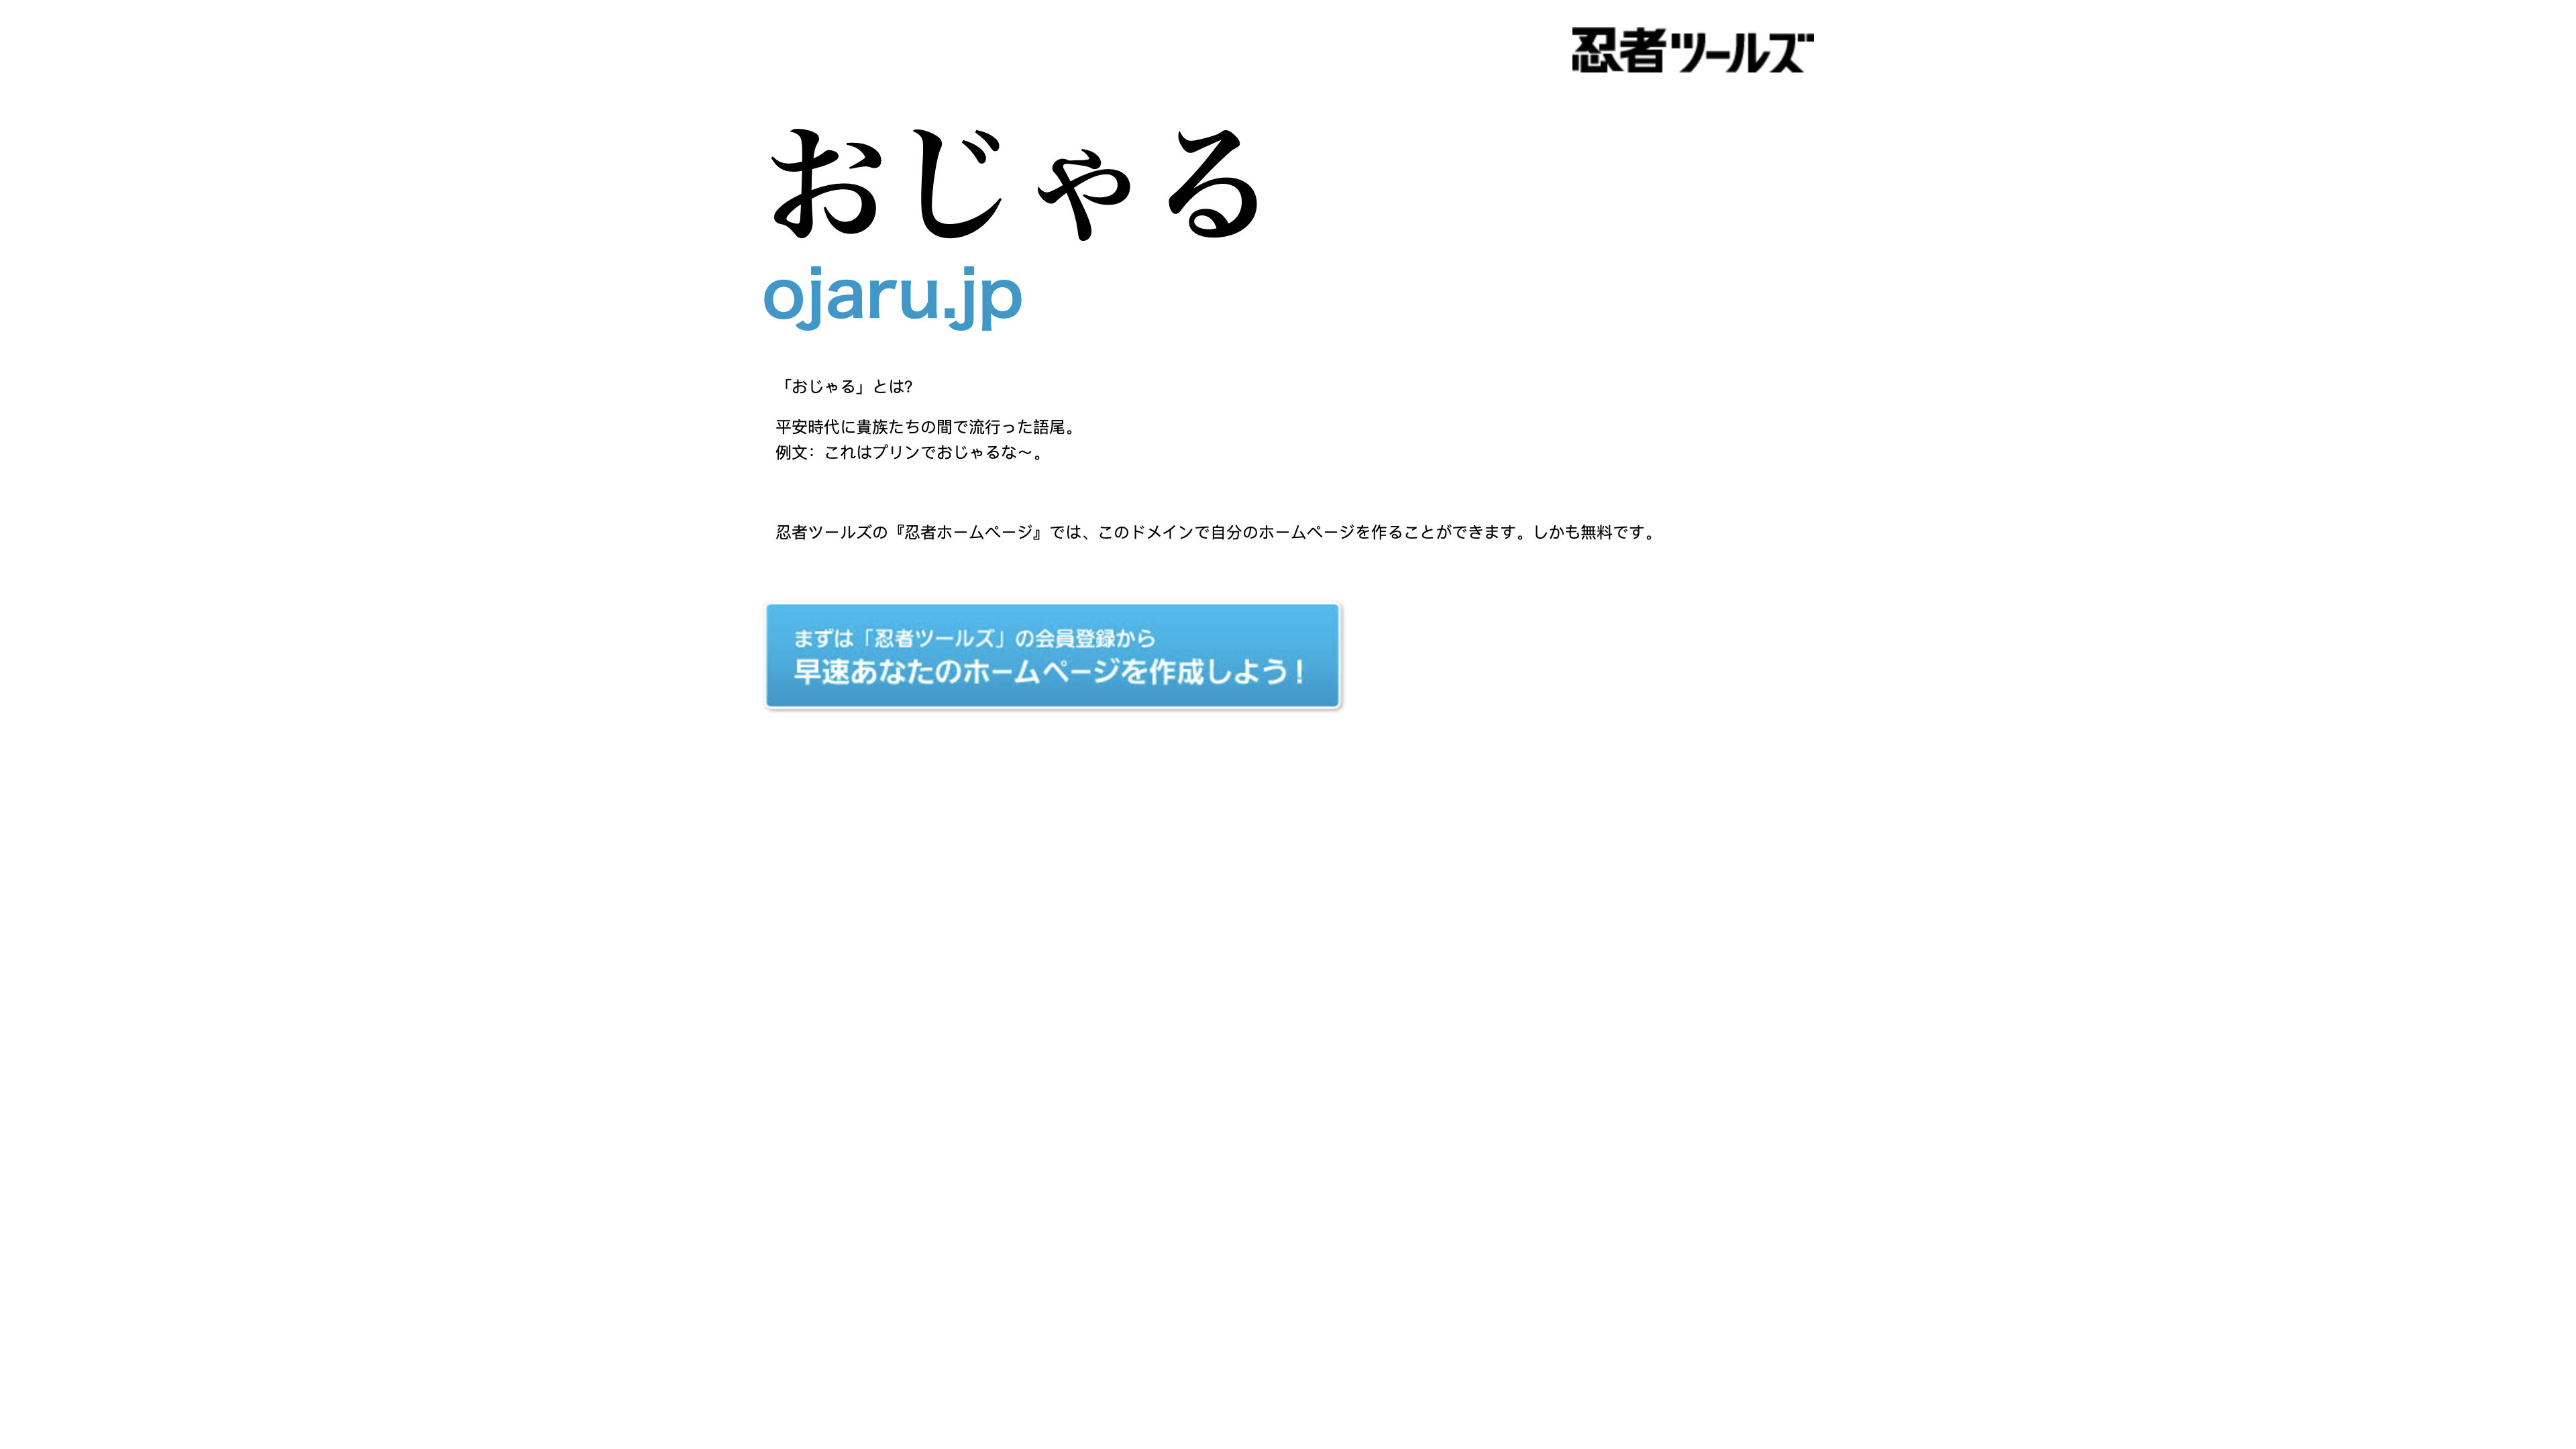 忍者ツールズ
おじゃる
ojaru.jp
「おじゃる」とは?
平安時代に貴族たちの間で流行った語尾。
例文：これはプリンでおじゃるな〜。
忍者ツールズの『忍者ホームページ』では、このドメインで自分のホームページを作ることができます。しかも無料です。
まずは「忍者ツールズ」の会員登録から
早速あなたのホームページを作成しよう！